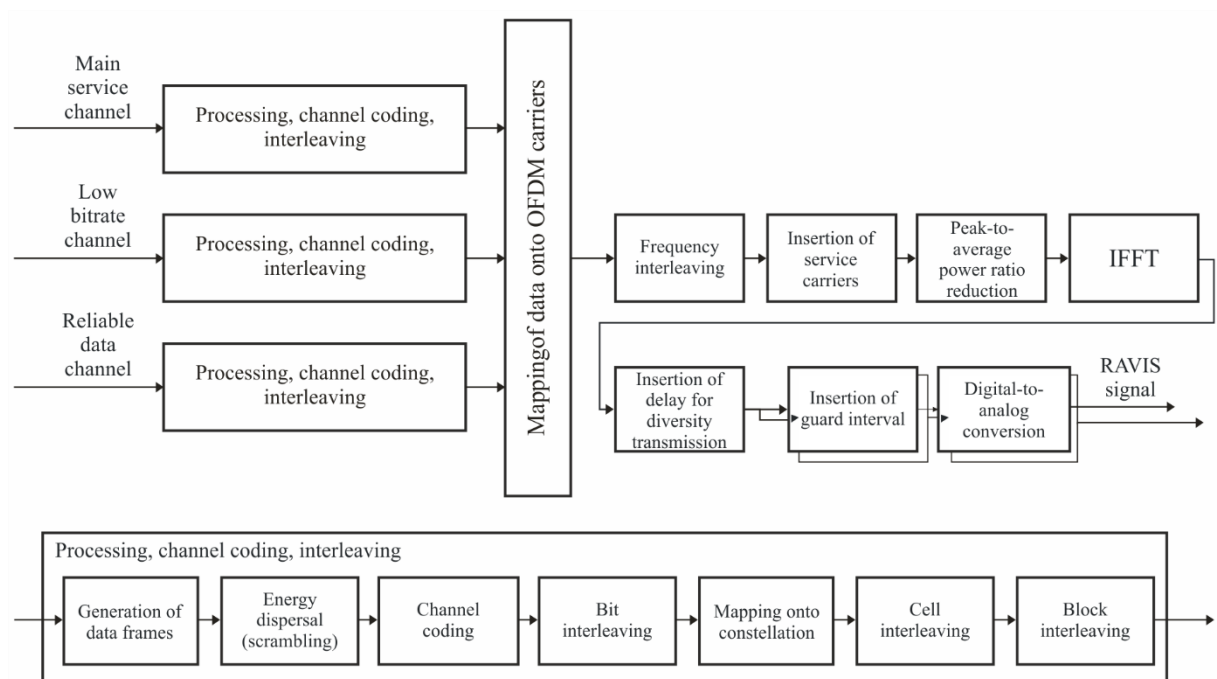 Main
service
channel
Processing, channel coding,
interleaving
Low
bitrate
channel
Processing, channel coding,
interleaving
Reliable
data
channel
Processing, channel coding,
interleaving
Mappingof data onto OFDM carriers
Frequency
interleaving
Insertion of
service
carriers
Peak-to-
average
power ratio
reduction
IFFT
Insertion of
delay for
diversity
transmission
Insertion of
guard interval
Digital-to-
analog
conversion
RAVIS
signal
Processing, channel coding, interleaving
Generation of
data frames
Energy
dispersal
(scrambling)
Channel
coding
Bit
interleaving
Mapping onto
constellation
Cell
interleaving
Block
interleaving